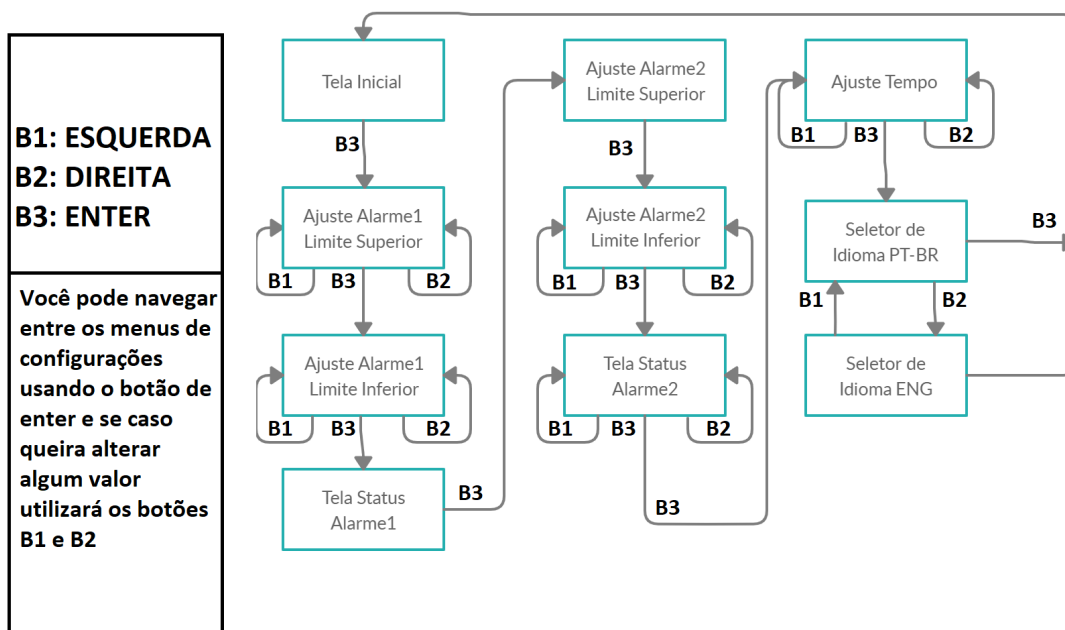 B1: ESQUERDA
B2: DIREITA
B3: ENTER
Você pode navegar
entre os menus de
configurações
usando o botão de
enter e se caso
queira alterar
algum valor
utilizará os botões
B1 e B2
Tela Inicial
B3
Ajuste Alarme1
Limite Superior
B1
B3
B2
Ajuste Alarme1
Limite Inferior
B1
B3
B2
Tela Status
Alarme1
B3
Ajuste Alarme2
Limite Superior
B3
Ajuste Alarme2
Limite Inferior
B1
B3
B2
Tela Status
Alarme2
B1
B3
B2
B3
Ajuste Tempo
B1
B3
B2
Seletor de
Idioma PT-BR
B3
B1
B2
Seletor de
Idioma ENG